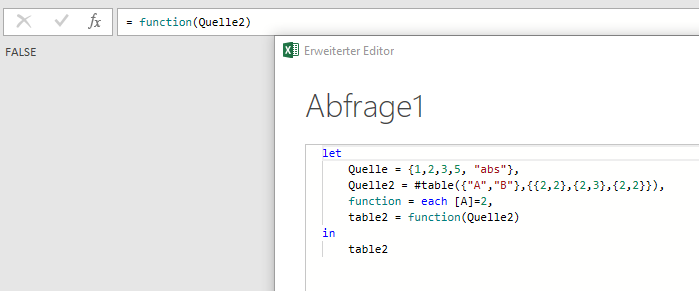 fx = function(Quelle2)
FALSE
Erweiterter Editor
Abfrage1
let
Quelle = {1,2,3,5, "abs"},
Quelle2 = #table({"A","B"},{{2,2},{2,3},{2,2}}),
function = each [A]=2,
table2 = function(Quelle2)
in
table2